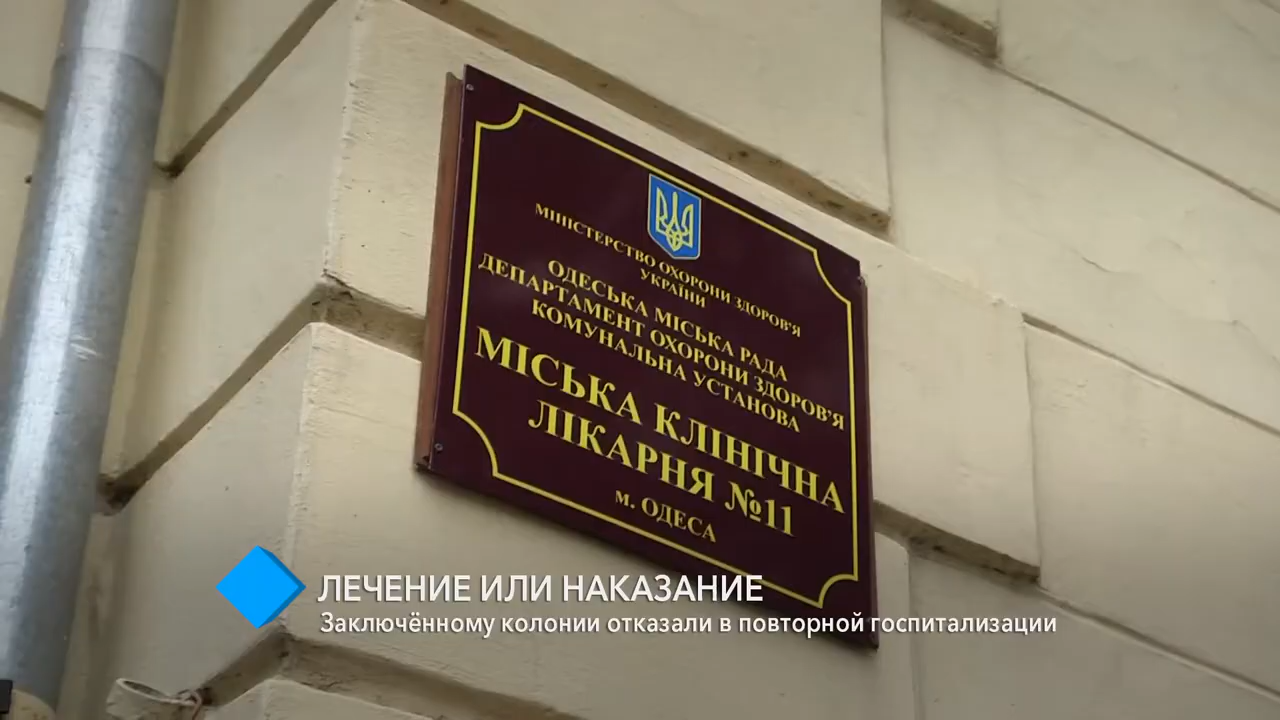 МІНІСТЕРСТВО ОХОРОНИ ЗДОРОВ'Я
УКРАЇНИ
ОДЕСЬКА МІСЬКА РАДА
ДЕПАРТАМЕНТ ОХОРОНИ ЗДОРОВ'Я
КОМУНАЛЬНА УСТАНОВА
МІСЬКА КЛІНІЧНА
ЛІКАРНЯ №11
м. ОДЕСА
ЛЕЧЕНИЕ ИЛИ НАКАЗАНИЕ
Заключённому колонии отказали в повторной госпитализации